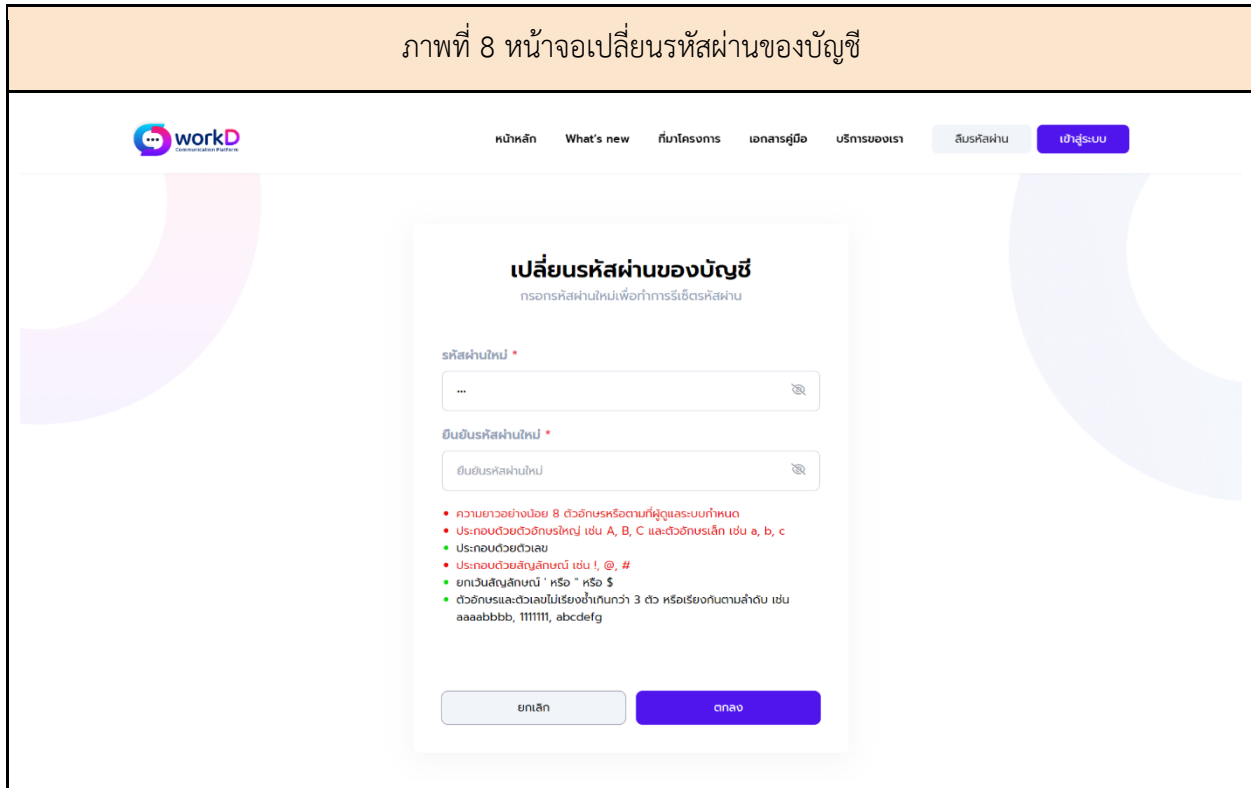 ภาพที่ 8 หน้าจอเปลี่ยนรหัสผ่านของบัญชี
workD
Communication Platform
หน้าหลัก What's new ที่มาโครงการ เอกสารคู่มือ บริการของเรา ลืมรหัสผ่าน เข้าสู่ระบบ
เปลี่ยนรหัสผ่านของบัญชี
กรอกรหัสผ่านใหม่เพื่อทำการรีเซ็ตรหัสผ่าน
รหัสผ่านใหม่ *
ยืนยันรหัสผ่านใหม่ *
ยืนยันรหัสผ่านใหม่
• ความยาวอย่างน้อย 8 ตัวอักษรหรือตามที่ผู้ดูแลระบบกำหนด
• ประกอบด้วยตัวอักษรใหญ่ เช่น A, B, C และตัวอักษรเล็ก เช่น a, b, c
• ประกอบด้วยตัวเลข
• ประกอบด้วยสัญลักษณ์ เช่น !, @, #
• ยกเว้นสัญลักษณ์ ' หรือ " หรือ $
• ตัวอักษรและตัวเลขไม่เรียงซ้ำเกินกว่า 3 ตัว หรือเรียงกันตามลำดับ เช่น
aaaabbbb, 1111111, abcdefg
ยกเลิก ตกลง